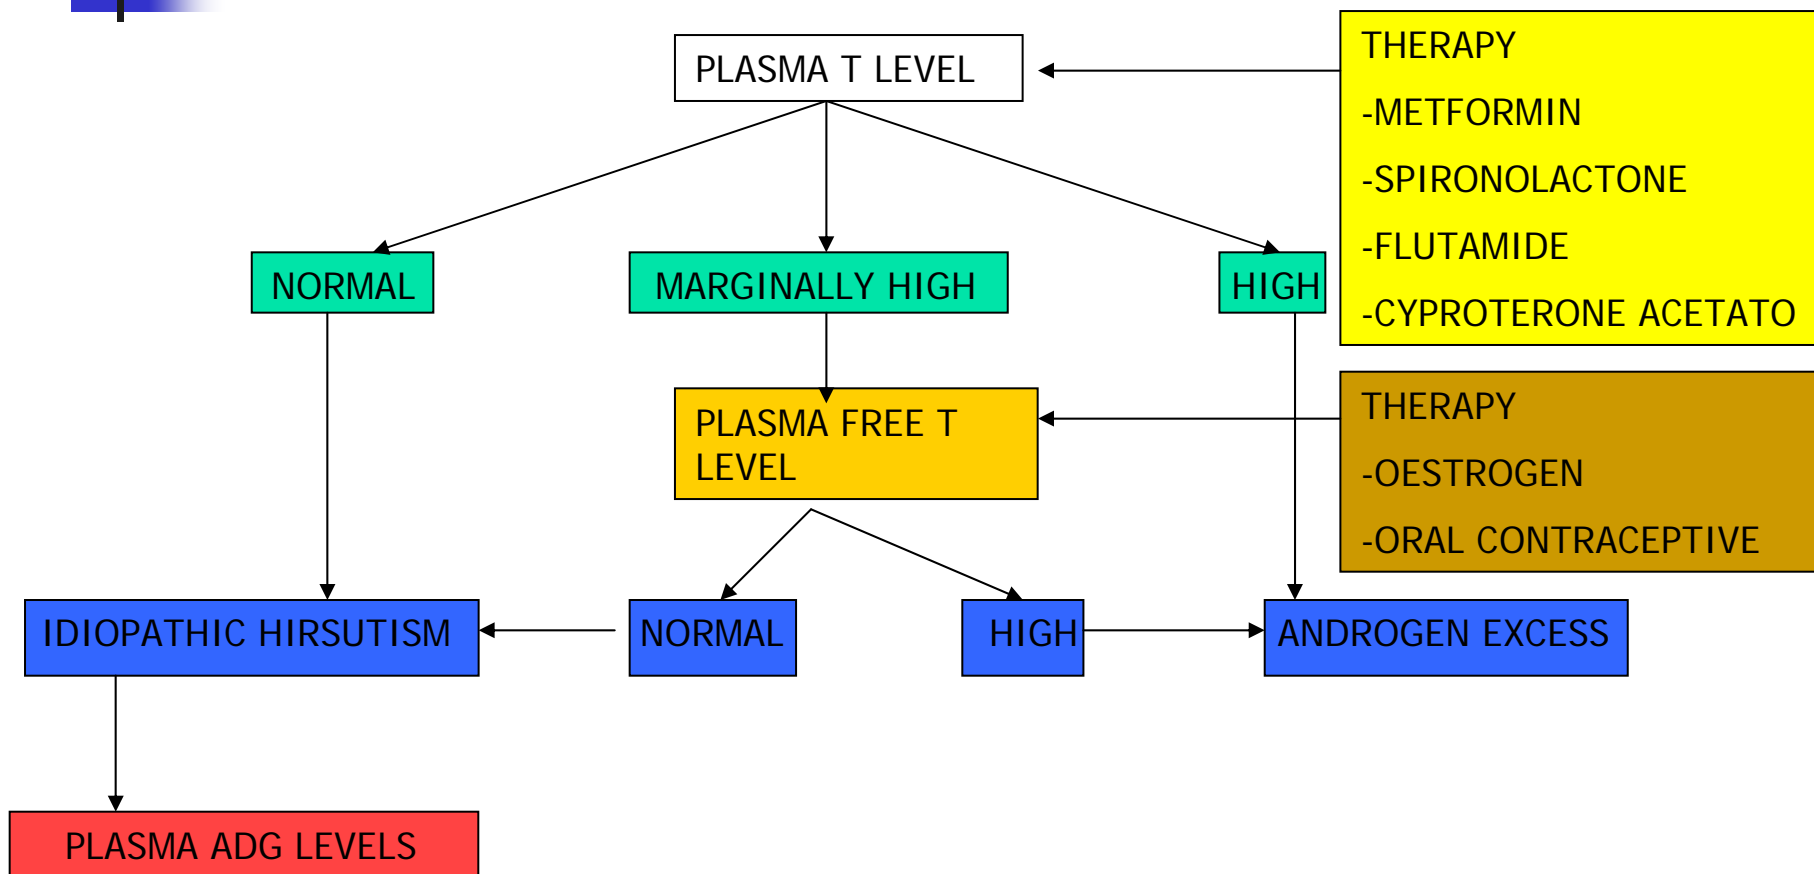 PLASMA T LEVEL
THERAPY
-METFORMIN
-SPIRONOLACTONE
-FLUTAMIDE
-CYPROTERONE ACETATO
NORMAL
MARGINALLY HIGH
HIGH
PLASMA FREE T
LEVEL
THERAPY
-OESTROGEN
-ORAL CONTRACEPTIVE
IDIOPATHIC HIRSUTISM
NORMAL
HIGH
ANDROGEN EXCESS
PLASMA ADG LEVELS